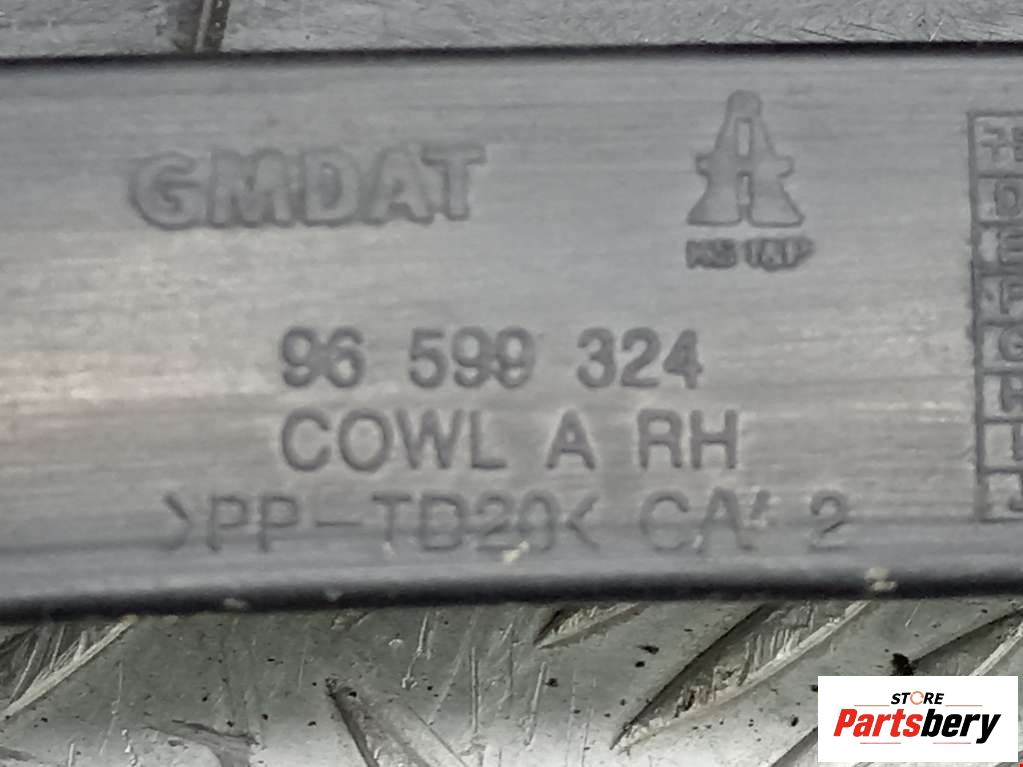 GMDAT
96 599 324
COWL A RH
>PP-TD20< CA' 2
D
E
F
G
H
I
J
STORE
Partsbery